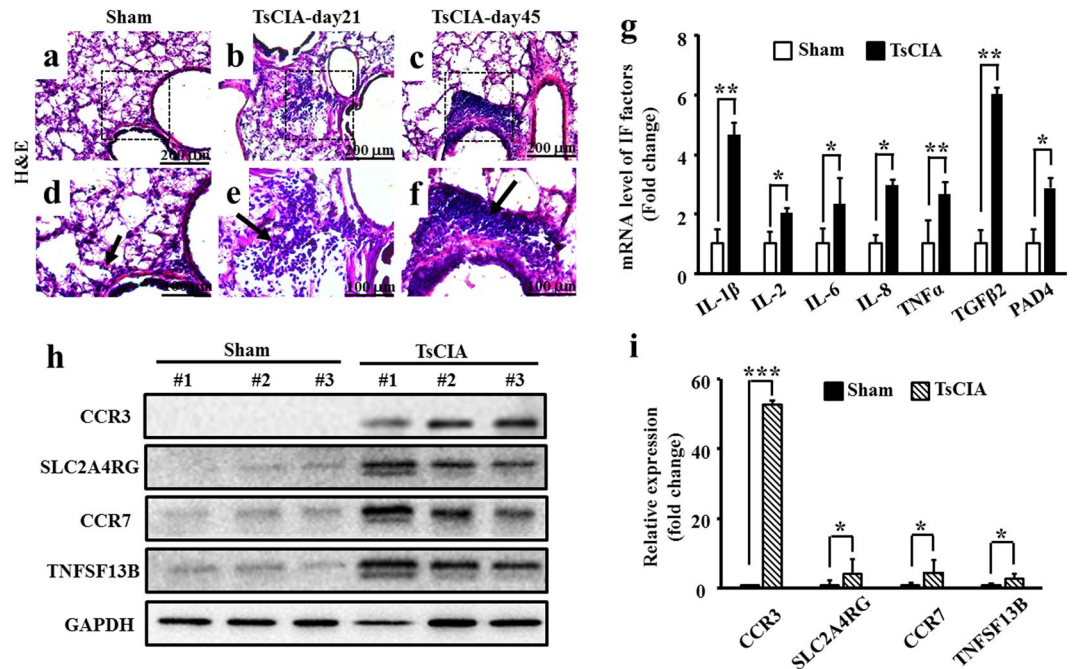 Sham TsCIA-day21 TsCIA-day45
H&E
a b c
200 μm 200 μm 200 μm
d e f
100 μm 100 μm 100 μm
g
Sham TsCIA
mRNA level of IF factors
(Fold change)
8
6
4
2
0
** * * * ** ** *
IL-1β IL-2 IL-6 IL-8 TNFα TGFβ2 PAD4
h
Sham TsCIA
#1 #2 #3 #1 #2 #3
CCR3
SLC2A4RG
CCR7
TNFSF13B
GAPDH
i
Sham TsCIA
Relative expression
(fold change)
60
40
20
0
*** * * *
CCR3 SLC2A4RG CCR7 TNFSF13B